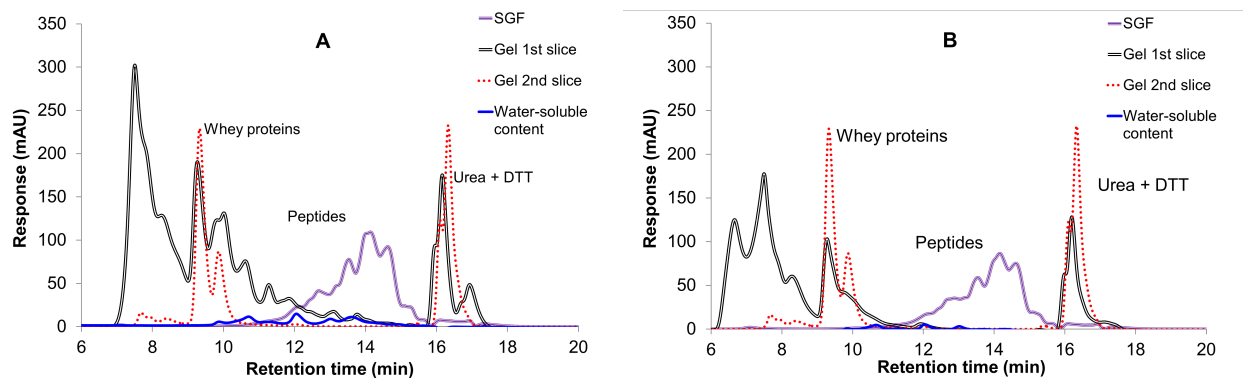 A
350
300
250
200
150
100
50
0
Response (mAU)
6 8 10 12 14 16 18 20
Retention time (min)
Whey proteins
Peptides
Urea + DTT
SGF
Gel 1st slice
Gel 2nd slice
Water-soluble
content
B
350
300
250
200
150
100
50
0
Response (mAU)
6 8 10 12 14 16 18 20
Retention time (min)
Whey proteins
Peptides
Urea + DTT
SGF
Gel 1st slice
Gel 2nd slice
Water-soluble
content